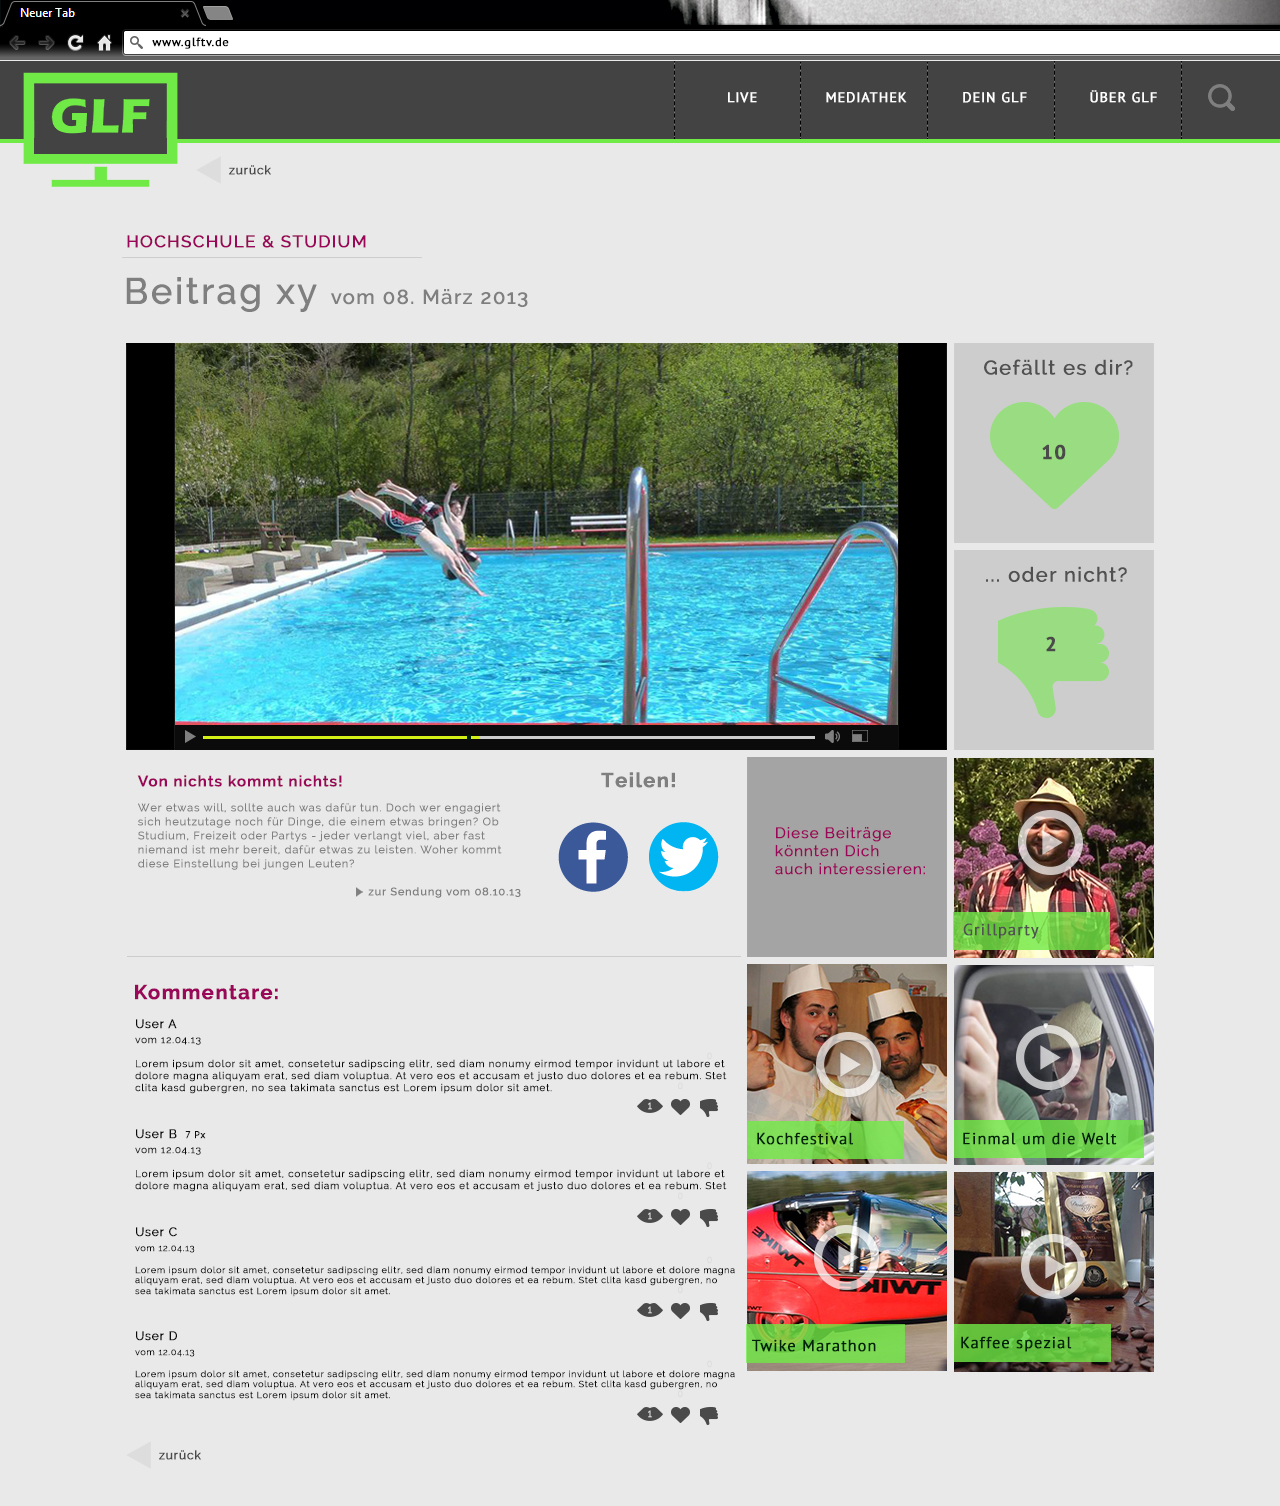 Neuer Tab
www.glftv.de
GLF
LIVE
MEDIATHEK
DEIN GLF
ÜBER GLF
zurück
HOCHSCHULE & STUDIUM
Beitrag xy vom 08. März 2013
Gefällt es dir?
10
... oder nicht?
2
Von nichts kommt nichts!
Wer etwas will, sollte auch was dafür tun. Doch wer engagiert
sich heutzutage noch für Dinge, die einem etwas bringen? Ob
Studium, Freizeit oder Partys - jeder verlangt viel, aber fast
niemand ist mehr bereit, dafür etwas zu leisten. Woher kommt
diese Einstellung bei jungen Leuten?
zur Sendung vom 08.10.13
Teilen!
Diese Beiträge
könnten Dich
auch interessieren:
Grillparty
Kommentare:
User A
vom 12.04.13
Lorem ipsum dolor sit amet, consetetur sadipscing elitr, sed diam nonumy eirmod tempor invidunt ut labore et
dolore magna aliquyam erat, sed diam voluptua. At vero eos et accusam et justo duo dolores et ea rebum. Stet
clita kasd gubergren, no sea takimata sanctus est Lorem ipsum dolor sit amet.
1
User B 7 Px
vom 12.04.13
Lorem ipsum dolor sit amet, consetetur sadipscing elitr, sed diam nonumy eirmod tempor invidunt ut labore et
dolore magna aliquyam erat, sed diam voluptua. At vero eos et accusam et justo duo dolores et ea rebum. Stet
1
User C
vom 12.04.13
Lorem ipsum dolor sit amet, consetetur sadipscing elitr, sed diam nonumy eirmod tempor invidunt ut labore et dolore magna
aliquyam erat, sed diam voluptua. At vero eos et accusam et justo duo dolores et ea rebum. Stet clita kasd gubergren, no
sea takimata sanctus est Lorem ipsum dolor sit amet.
1
User D
vom 12.04.13
Lorem ipsum dolor sit amet, consetetur sadipscing elitr, sed diam nonumy eirmod tempor invidunt ut labore et dolore magna
aliquyam erat, sed diam voluptua. At vero eos et accusam et justo duo dolores et ea rebum. Stet clita kasd gubergren, no
sea takimata sanctus est Lorem ipsum dolor sit amet.
1
Kochfestival
Einmal um die Welt
TWIKE
TWIKE
Twike Marathon
Kaffee spezial
zurück